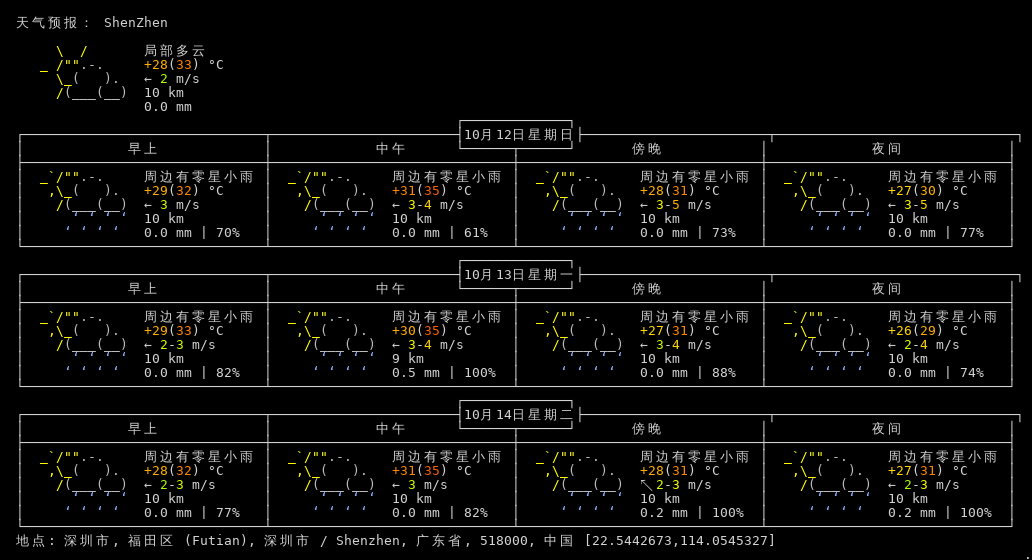 天气预报： ShenZhen
局部多云
+28(33) °C
← 2 m/s
10 km
0.0 mm
10月12日星期日
早上 中午 傍晚 夜间
周边有零星小雨 周边有零星小雨 周边有零星小雨 周边有零星小雨
+29(32) °C +31(35) °C +28(31) °C +27(30) °C
← 3 m/s ← 3-4 m/s ← 3-5 m/s ← 3-5 m/s
10 km 10 km 10 km 10 km
0.0 mm | 70% 0.0 mm | 61% 0.0 mm | 73% 0.0 mm | 77%
10月13日星期一
早上 中午 傍晚 夜间
周边有零星小雨 周边有零星小雨 周边有零星小雨 周边有零星小雨
+29(33) °C +30(35) °C +27(31) °C +26(29) °C
← 2-3 m/s ← 3-4 m/s ← 3-4 m/s ← 2-4 m/s
10 km 9 km 10 km 10 km
0.0 mm | 82% 0.5 mm | 100% 0.0 mm | 88% 0.0 mm | 74%
10月14日星期二
早上 中午 傍晚 夜间
周边有零星小雨 周边有零星小雨 周边有零星小雨 周边有零星小雨
+28(32) °C +31(35) °C +28(31) °C +27(31) °C
← 2-3 m/s ← 3 m/s ↖ 2-3 m/s ← 2-3 m/s
10 km 10 km 10 km 10 km
0.0 mm | 77% 0.0 mm | 82% 0.2 mm | 100% 0.2 mm | 100%
地点: 深圳市, 福田区 (Futian), 深圳市 / Shenzhen, 广东省, 518000, 中国 [22.5442673,114.0545327]